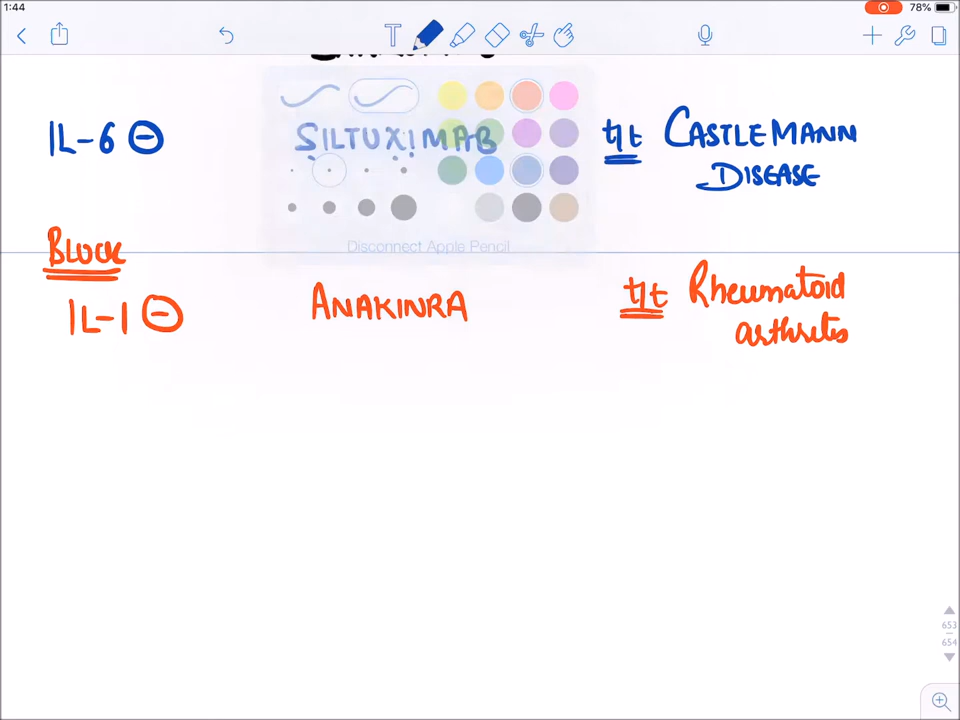 1:44
78%
T
IL-6 ⊖ SILTUXIMAB t/t CASTLEMANN
DISEASE
Disconnect Apple Pencil
BLOCK
IL-1 ⊖ ANAKINRA t/t Rheumatoid
arthritis
653
654